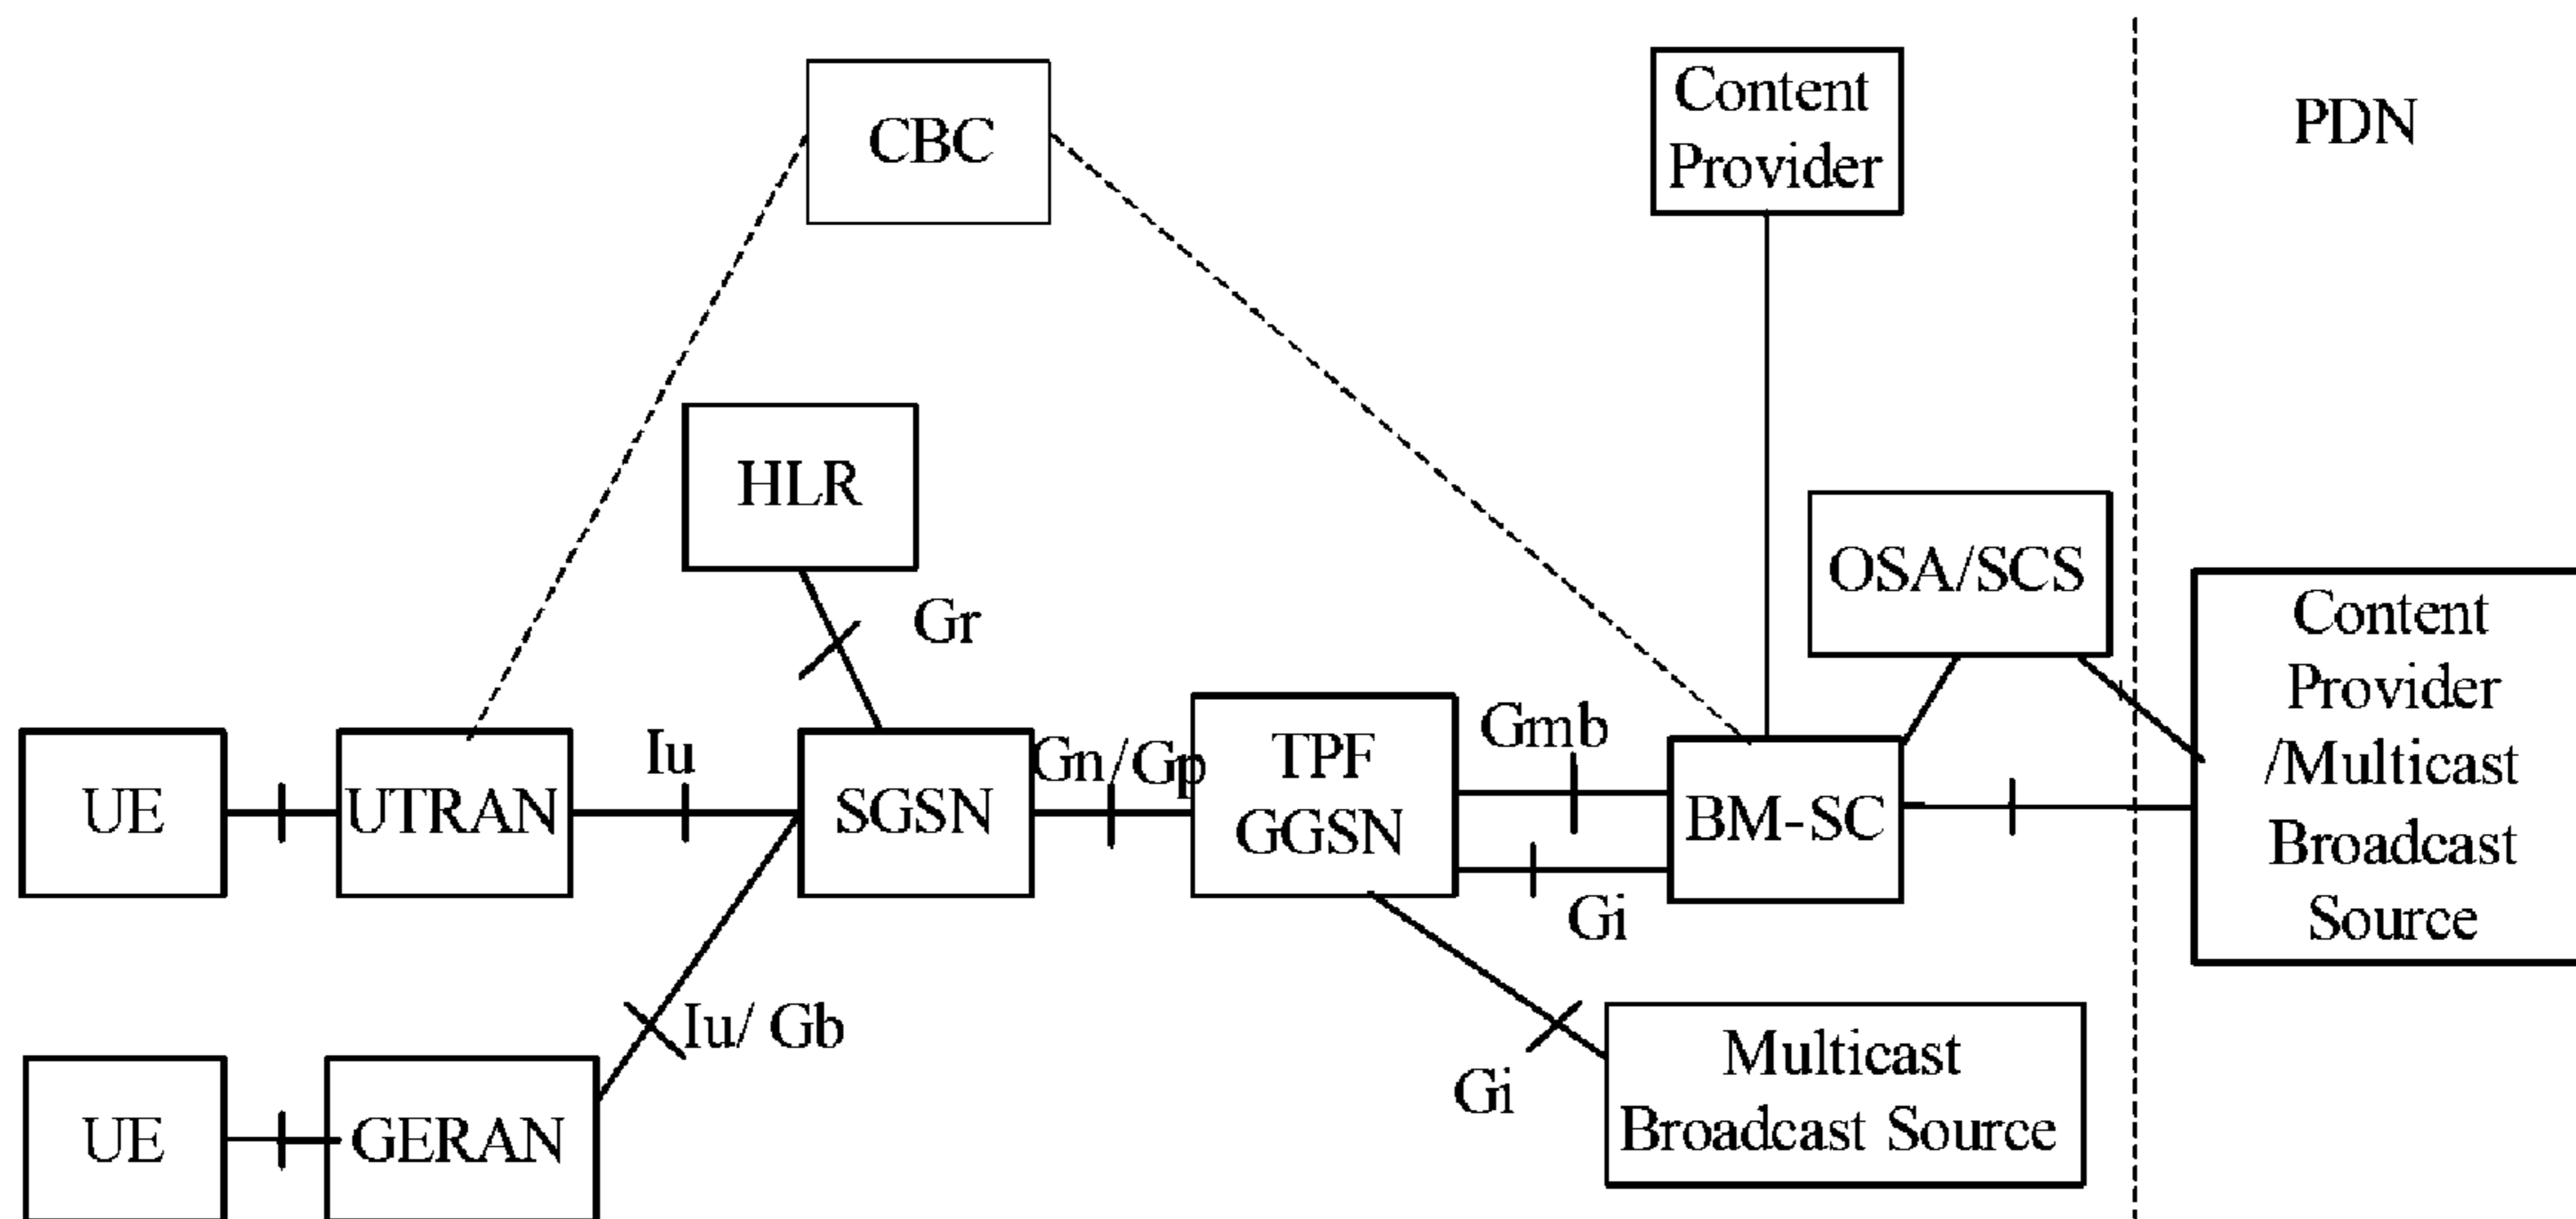 CBC
Content
Provider
PDN
HLR
Gr
OSA/SCS
Content
Provider
/Multicast
Broadcast
Source
UE
UTRAN
Iu
SGSN
Gn/Gp
TPF
GGSN
Gmb
Gi
BM-SC
Iu/ Gb
UE
GERAN
Gi
Multicast
Broadcast Source